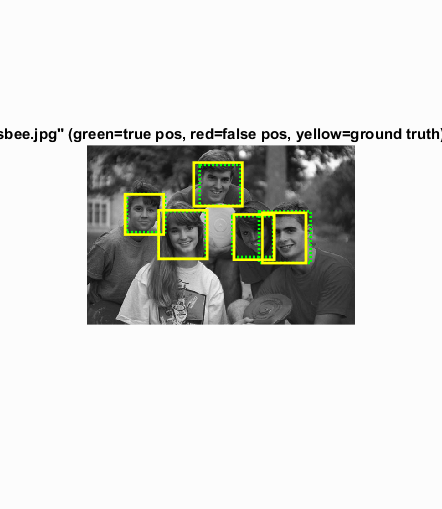 sbee.jpg" (green=true pos, red=false pos, yellow=ground truth)